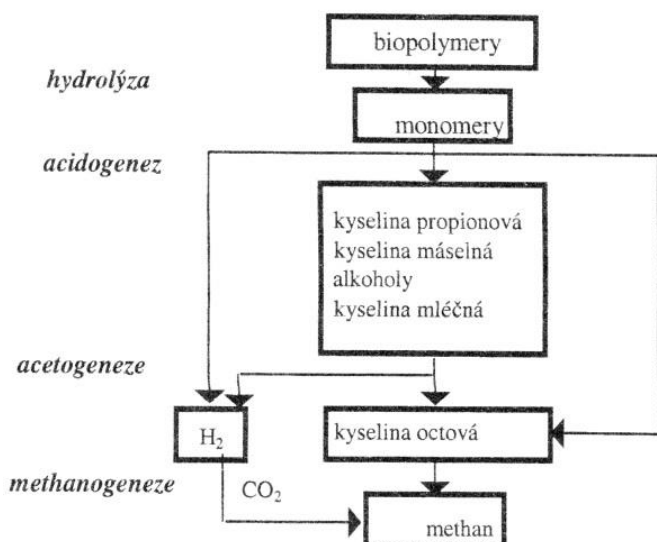 biopolymery
hydrolýza
monomery
acidogenez
kyselina propionová
kyselina máselná
alkoholy
kyselina mléčná
acetogeneze
H₂
kyselina octová
methanogeneze
CO₂
methan